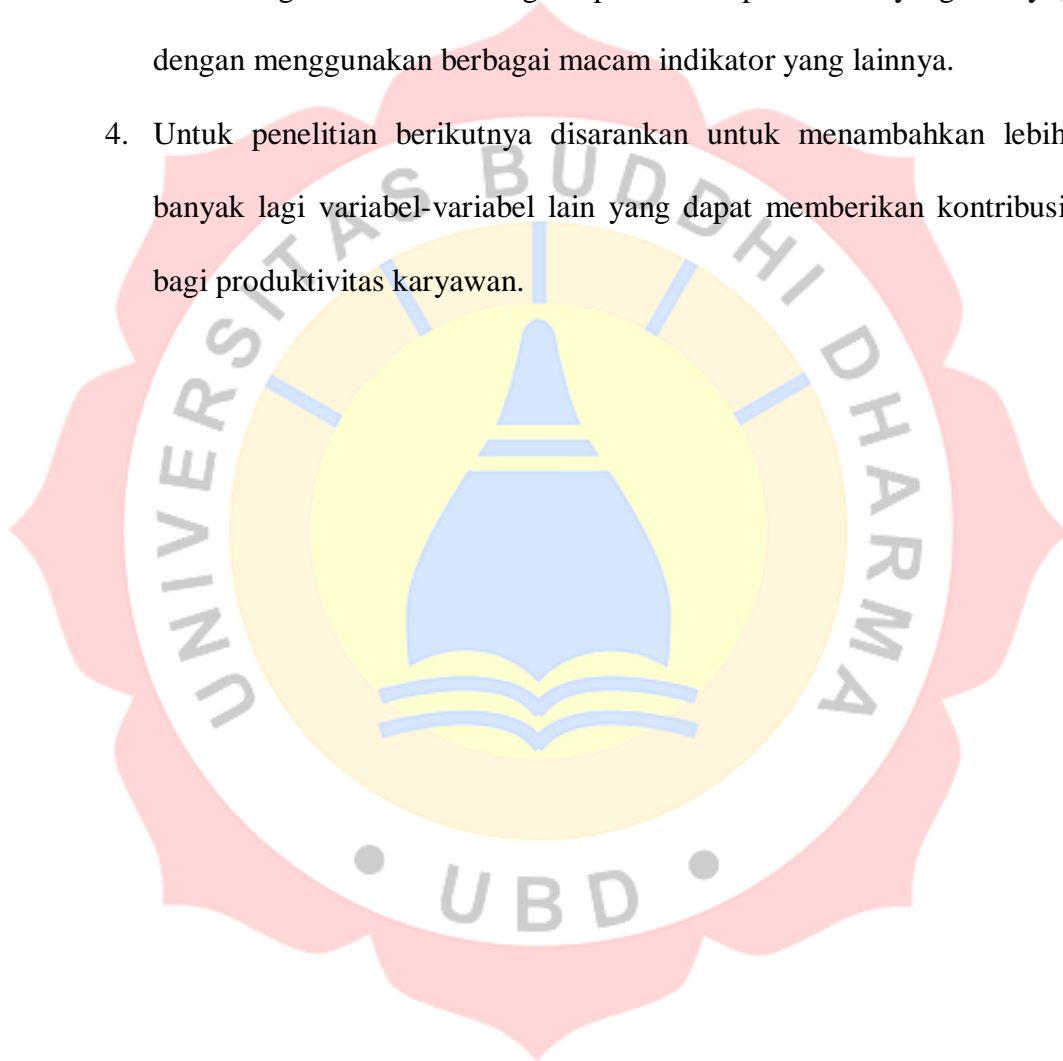 dengan menggunakan berbagai macam indikator yang lainnya.
4. Untuk penelitian berikutnya disarankan untuk menambahkan lebih
banyak lagi variabel-variabel lain yang dapat memberikan kontribusi
bagi produktivitas karyawan.
UNIVERSITAS BUDDHI DHARMA
• UBD •